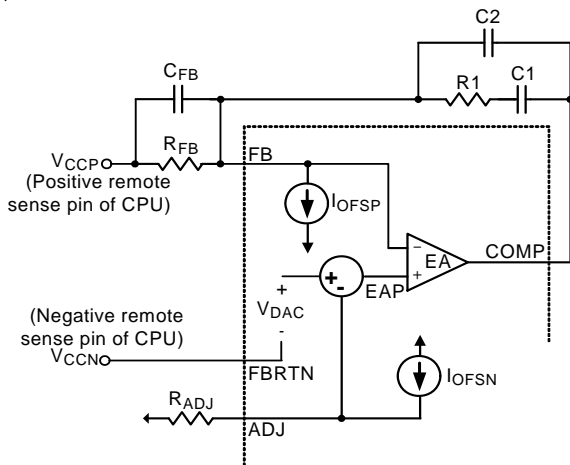 C2
CFB
R1
C1
RFB
VCCP
FB
(Positive remote
sense pin of CPU)
IOFSP
-
EA
COMP
+
+
-
EAP
+
VDAC
-
(Negative remote
sense pin of CPU)
VCCN
FBRTN
IOFSN
RADJ
ADJ